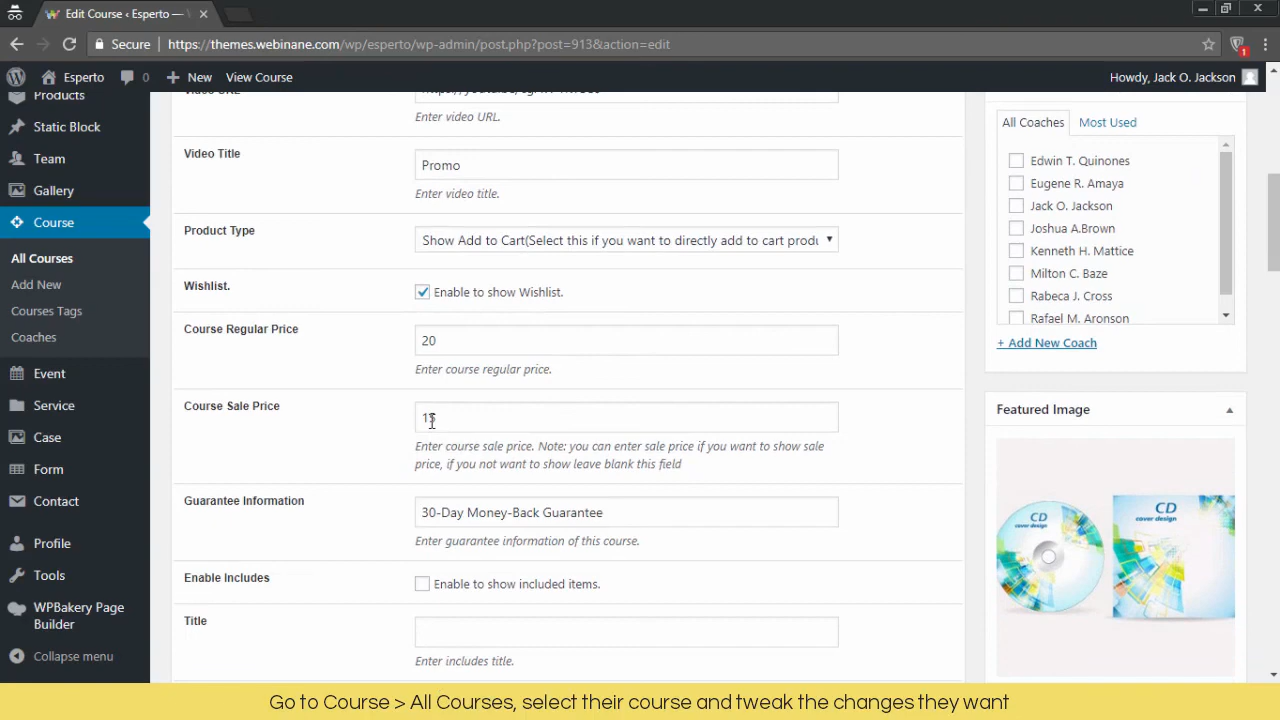 Edit Course ‹ Esperto —
Secure
https://themes.webinane.com/wp/esperto/wp-admin/post.php?post=913&action=edit
1
Esperto
0
New
View Course
Howdy, Jack O. Jackson
Products
Static Block
Team
Gallery
Course
All Courses
Add New
Courses Tags
Coaches
Event
Service
Case
Form
Contact
Profile
Tools
WPBakery Page
Builder
Collapse menu
Video URL
Enter video URL.
Video Title
Promo
Enter video title.
Product Type
Show Add to Cart(Select this if you want to directly add to cart produ
Wishlist.
Enable to show Wishlist.
Course Regular Price
20
Enter course regular price.
Course Sale Price
Enter course sale price. Note: you can enter sale price if you want to show sale
price, if you not want to show leave blank this field
Guarantee Information
30-Day Money-Back Guarantee
Enter guarantee information of this course.
Enable Includes
Enable to show included items.
Title
Enter includes title.
All Coaches
Most Used
Edwin T. Quinones
Eugene R. Amaya
Jack O. Jackson
Joshua A.Brown
Kenneth H. Mattice
Milton C. Baze
Rabeca J. Cross
Rafael M. Aronson
+ Add New Coach
Featured Image
CD
cover design
CD
cover design
Go to Course > All Courses, select their course and tweak the changes they want